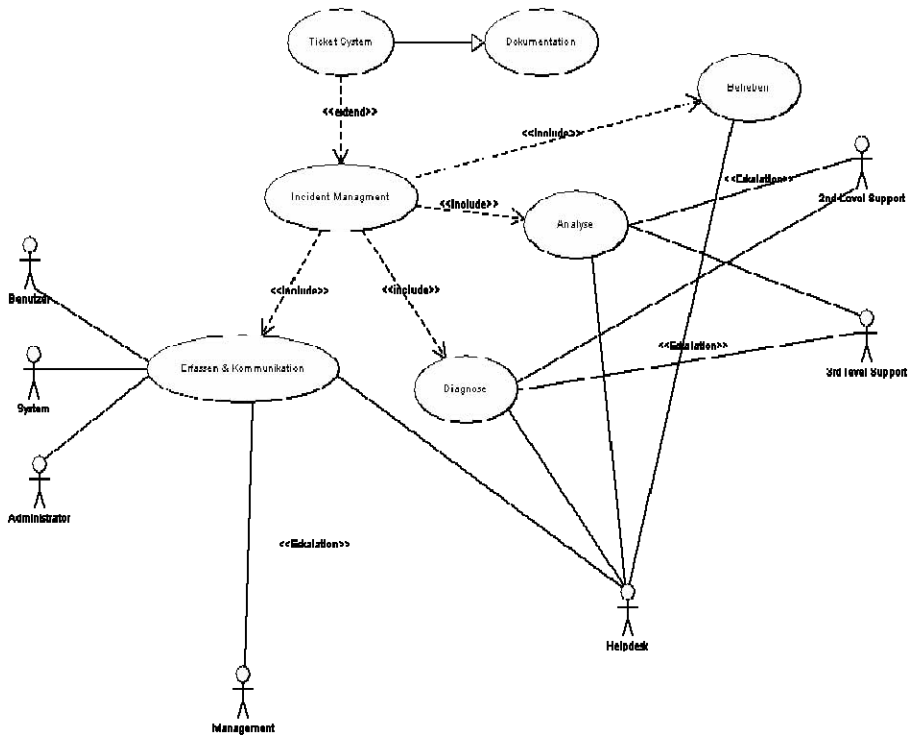 Ticket System
Dokumentation
Beheben
<<extend>>
<<include>>
<<Eskalation>>
Incident Managment
<<include>>
2nd Level Support
Analyse
Benutzer
<<include>>
<<include>>
<<Eskalation>>
Erfassen & Kommunikation
3rd level Support
Diagnose
System
Administrator
<<Eskalation>>
Helpdesk
Management